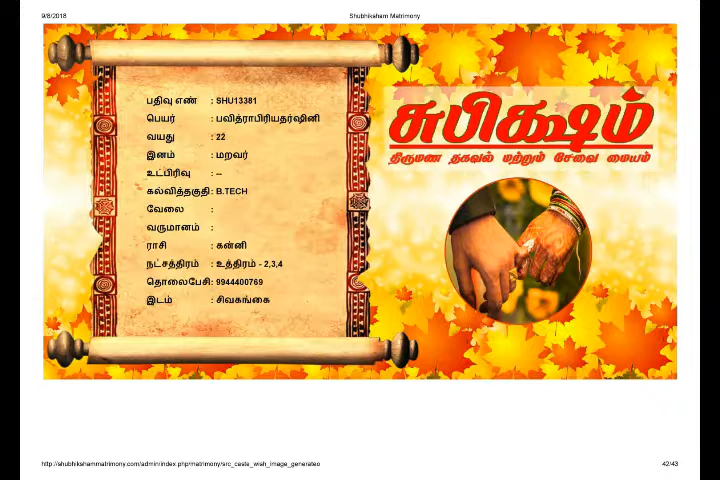 9/8/2018
Shubhiksham Matrimony
பதிவு எண் : SHU13381
பெயர் : பவித்ராபிரியதர்ஷினி
வயது : 22
இனம் : மறவர்
உட்பிரிவு : --
கல்வித்தகுதி : B.TECH
வேலை :
வருமானம் :
ராசி : கன்னி
நட்சத்திரம் : உத்திரம் - 2,3,4
தொலைபேசி : 9944400769
இடம் : சிவகங்கை
சுபிக்ஷம்
திருமண தகவல் மற்றும் சேவை மையம்
http://shubhikshammatrimony.com/admin/index.php/matrimony/src_caste_wish_image_generateo
42/43